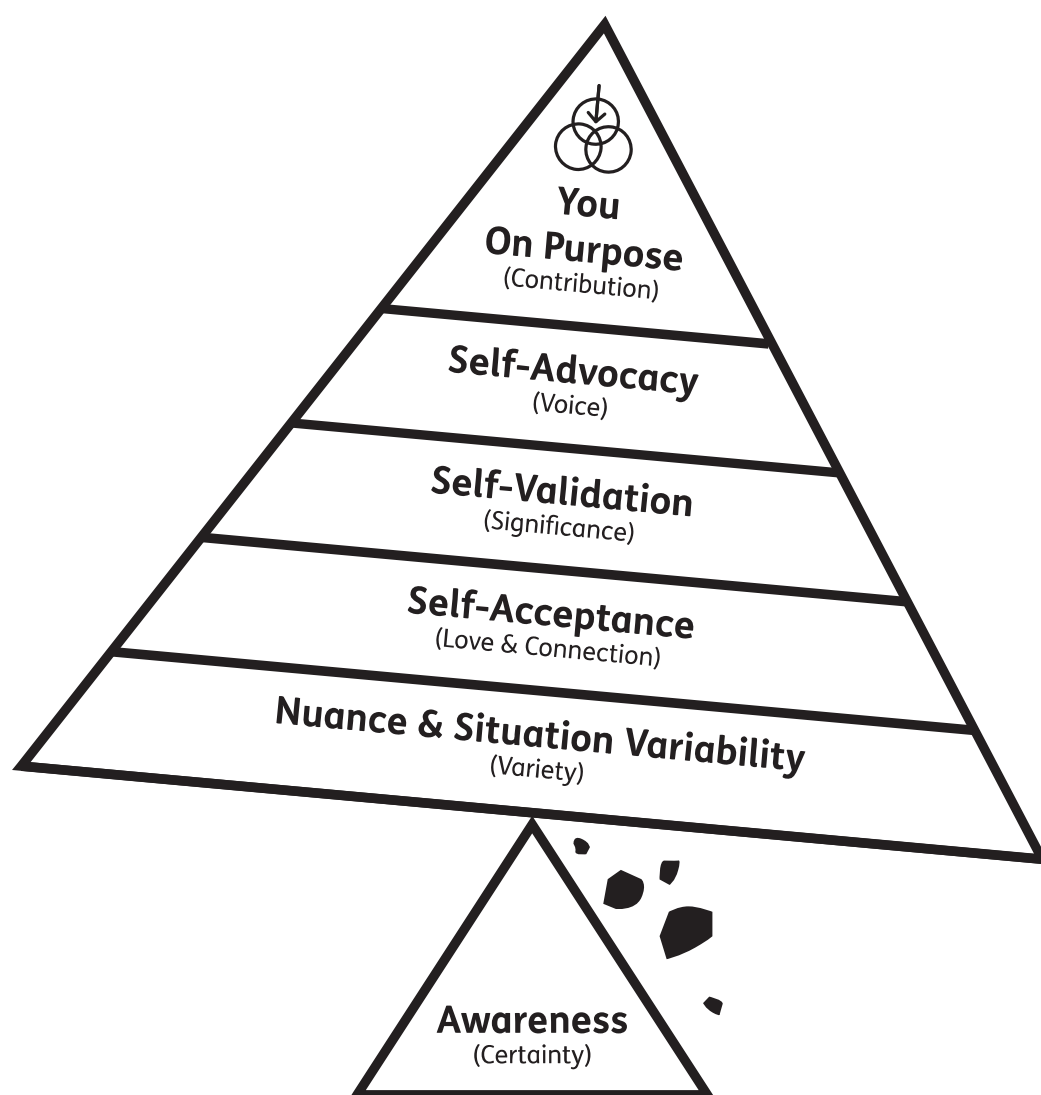 You
On Purpose
(Contribution)
Self-Advocacy
(Voice)
Self-Validation
(Significance)
Self-Acceptance
(Love & Connection)
Nuance & Situation Variability
(Variety)
Awareness
(Certainty)